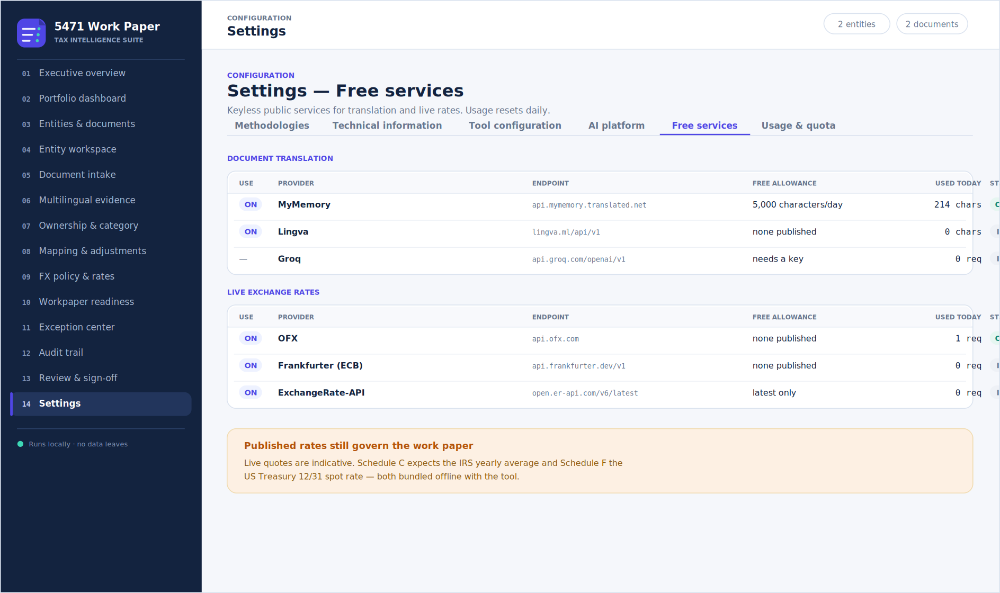 5471 Work Paper
TAX INTELLIGENCE SUITE
01 Executive overview
02 Portfolio dashboard
03 Entities & documents
04 Entity workspace
05 Document intake
06 Multilingual evidence
07 Ownership & category
08 Mapping & adjustments
09 FX policy & rates
10 Workpaper readiness
11 Exception center
12 Audit trail
13 Review & sign-off
14 Settings
Runs locally · no data leaves
CONFIGURATION
Settings
2 entities 2 documents
CONFIGURATION
Settings — Free services
Keyless public services for translation and live rates. Usage resets daily.
Methodologies Technical information Tool configuration AI platform Free services Usage & quota
DOCUMENT TRANSLATION
USE PROVIDER ENDPOINT FREE ALLOWANCE USED TODAY
ON MyMemory api.mymemory.translated.net 5,000 characters/day 214 chars
ON Lingva lingva.ml/api/v1 none published 0 chars
— Groq api.groq.com/openai/v1 needs a key 0 req
LIVE EXCHANGE RATES
USE PROVIDER ENDPOINT FREE ALLOWANCE USED TODAY
ON OFX api.ofx.com none published 1 req
ON Frankfurter (ECB) api.frankfurter.dev/v1 none published 0 req
ON ExchangeRate-API open.er-api.com/v6/latest latest only 0 req
Published rates still govern the work paper
Live quotes are indicative. Schedule C expects the IRS yearly average and Schedule F the
US Treasury 12/31 spot rate — both bundled offline with the tool.